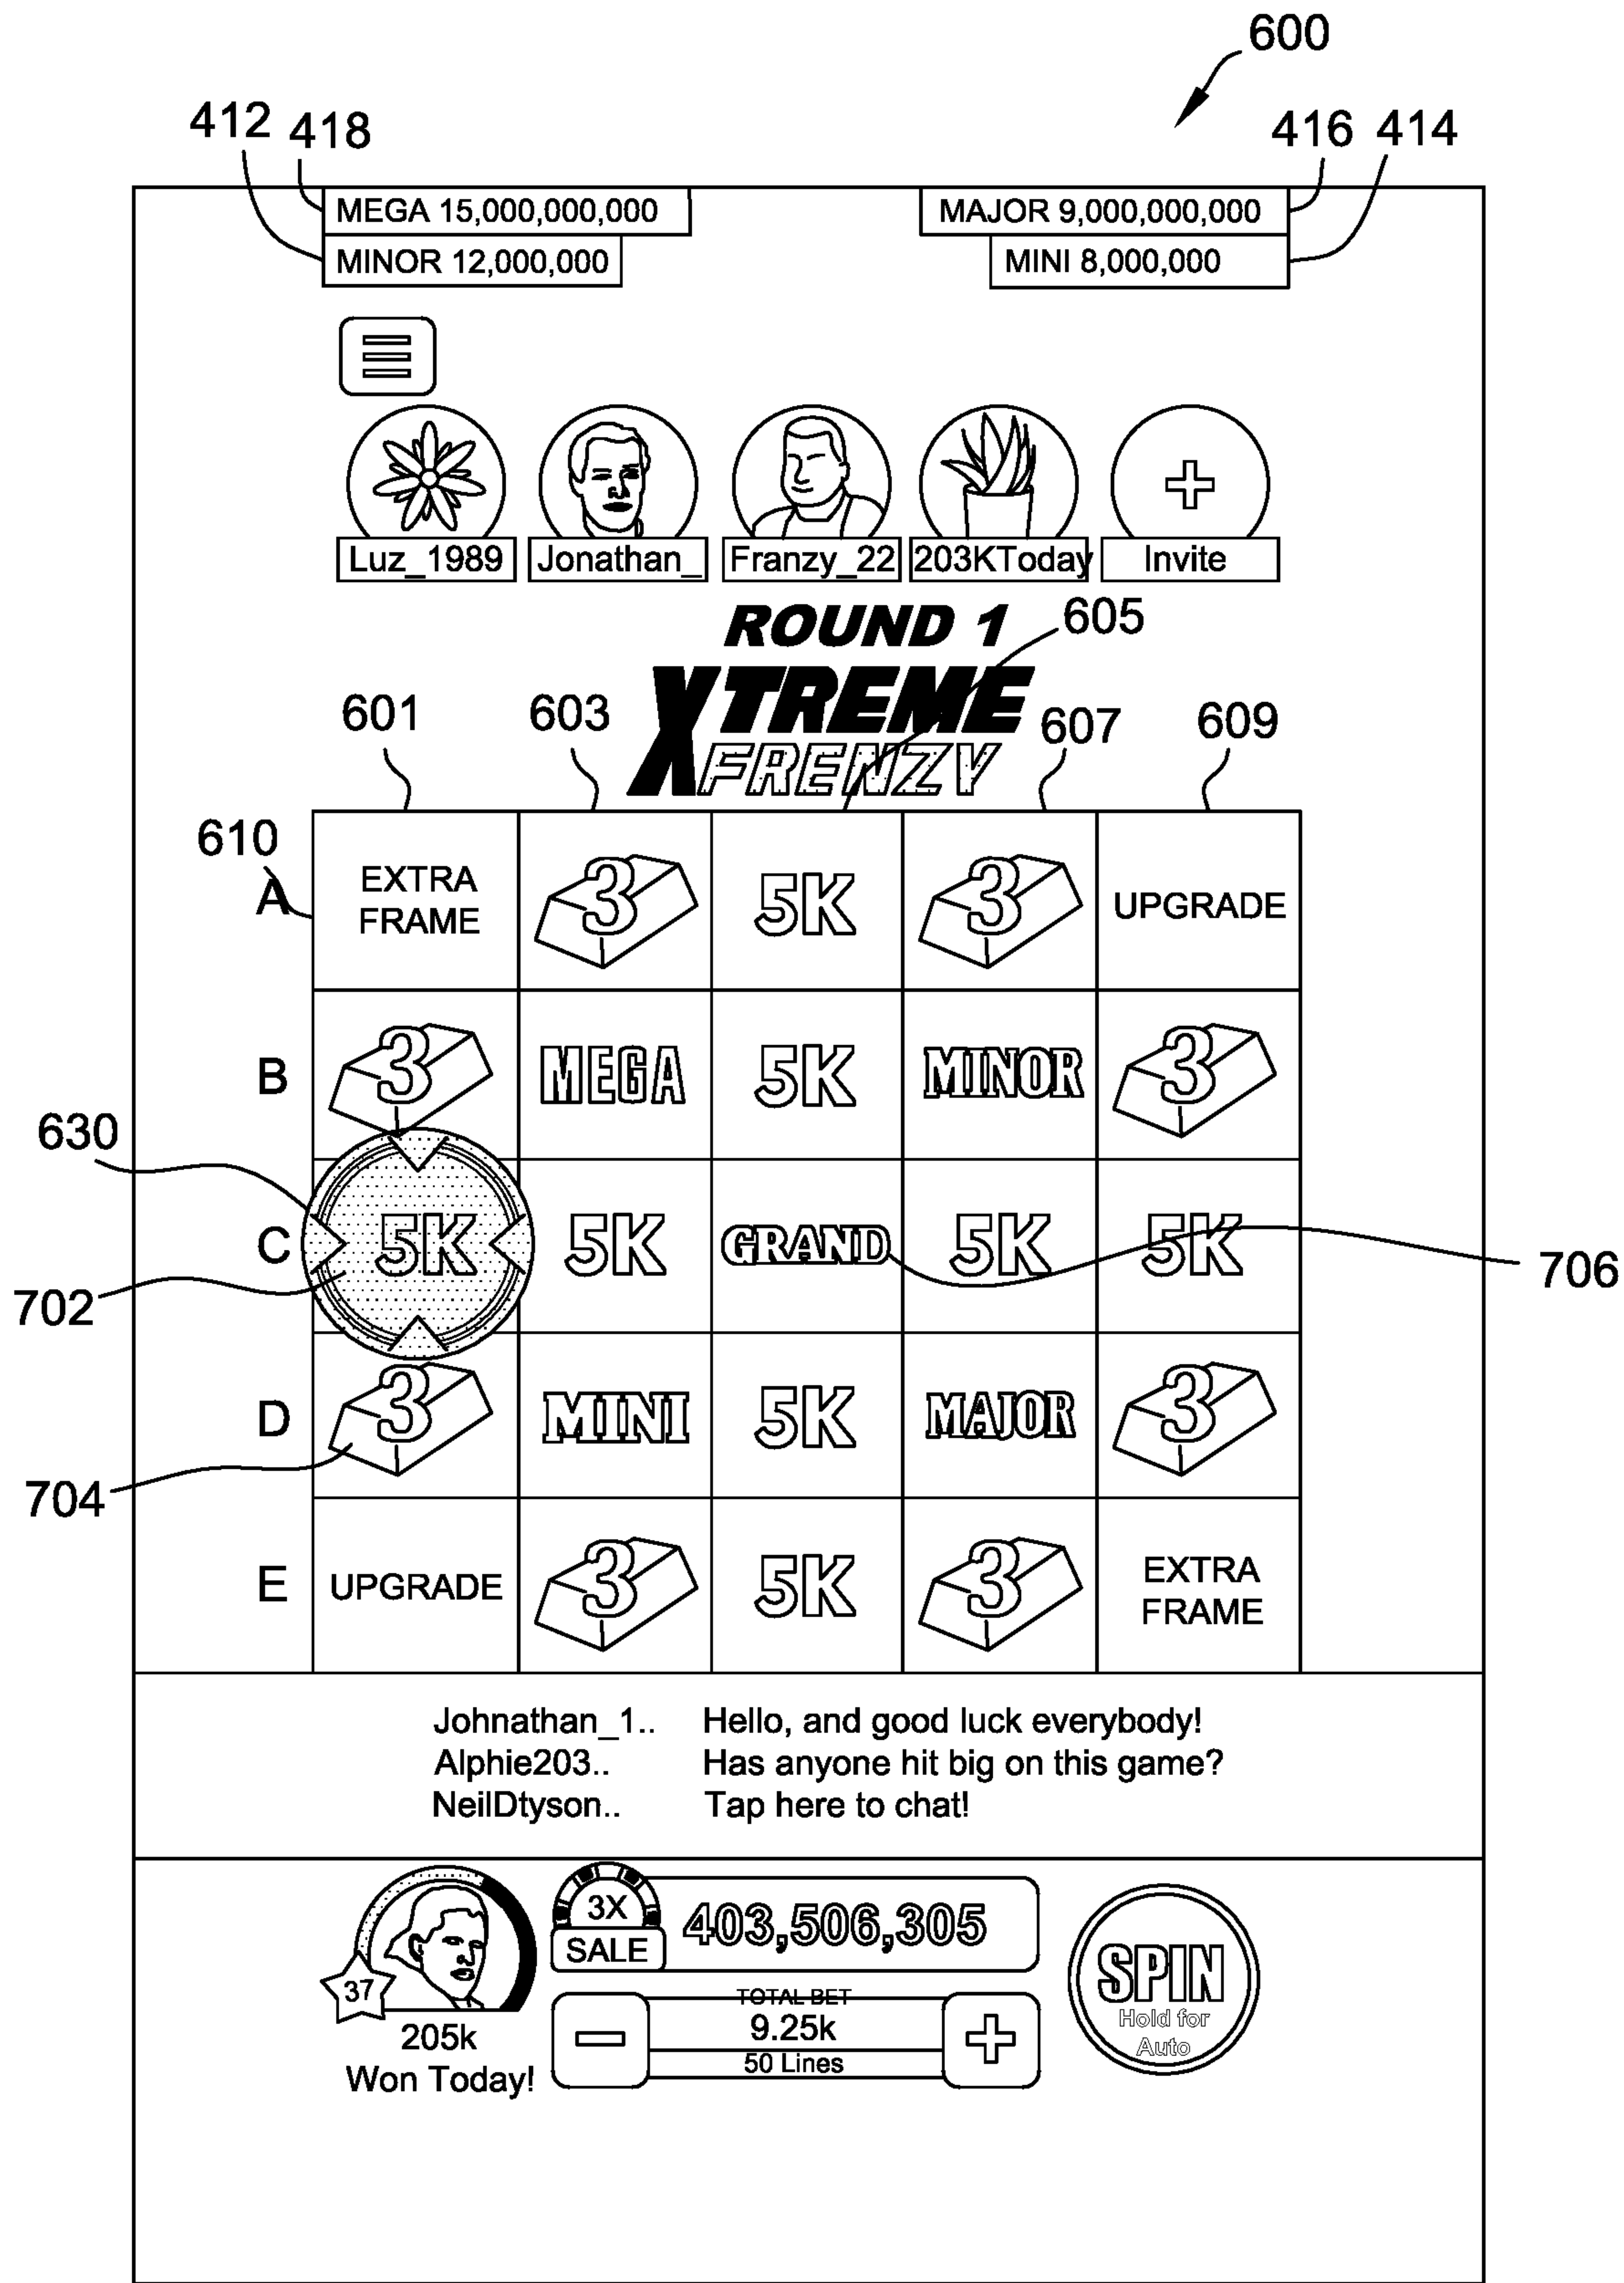 600
412 418 416 414
MEGA 15,000,000,000 MAJOR 9,000,000,000
MINOR 12,000,000 MINI 8,000,000
Luz_1989 Jonathan_ Franzy_22 203KToday Invite
ROUND 1
605
XTREME
FRENZY
601 603 607 609
610
A EXTRA FRAME 3 5K 3 UPGRADE
B 3 MEGA 5K MINOR 3
630
C 5K 5K GRAND 5K 5K
702 706
D 3 MINI 5K MAJOR 3
704
E UPGRADE 3 5K 3 EXTRA FRAME
Johnathan_1.. Hello, and good luck everybody!
Alphie203.. Has anyone hit big on this game?
NeilDtyson.. Tap here to chat!
3X
SALE
403,506,305
37
205k
Won Today!
TOTAL BET
9.25k
50 Lines
SPIN
Hold for
Auto